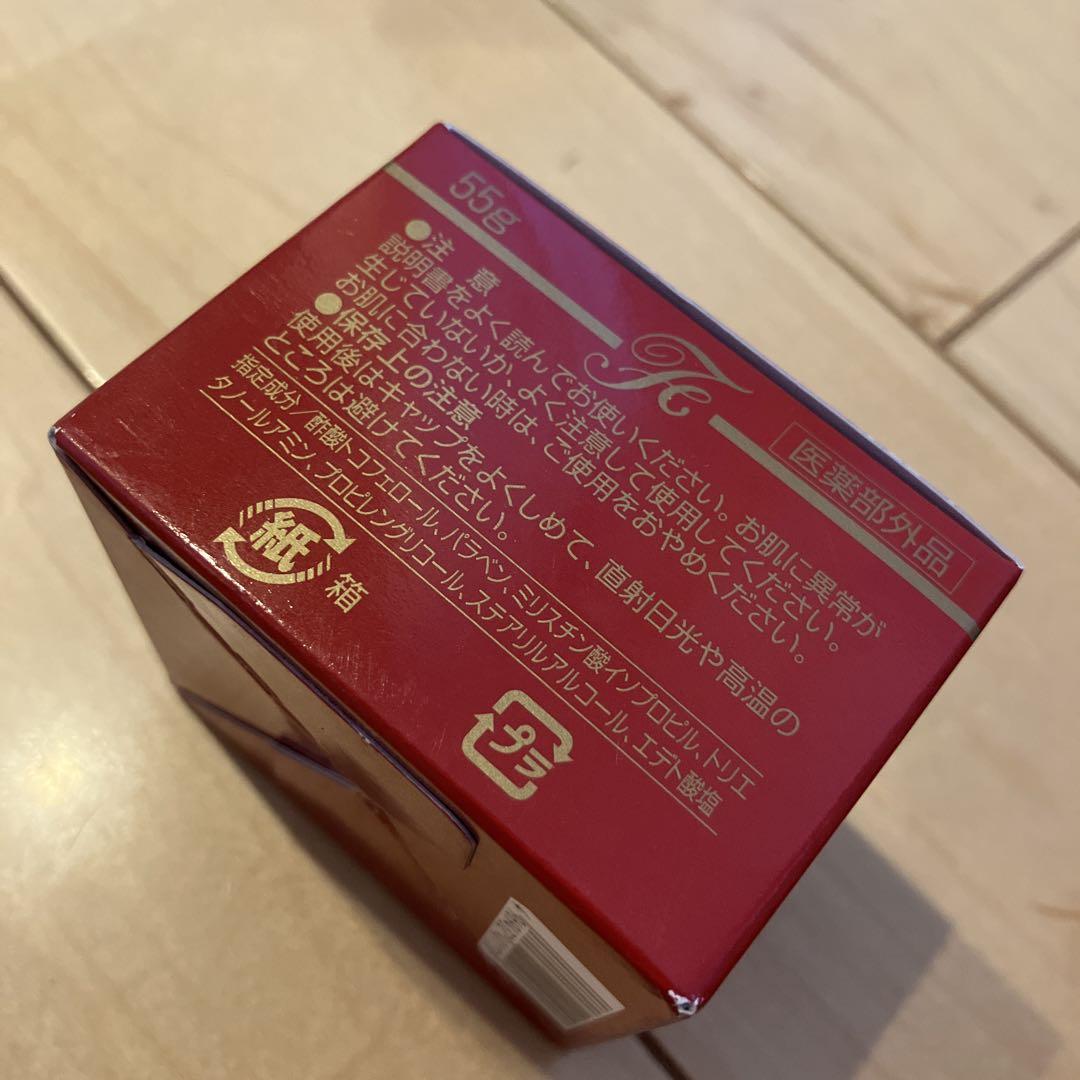 55g
医薬部外品
●注　意
説明書をよく読んでお使いください。お肌に異常が
生じていないか、よく注意して使用してください。
お肌に合わない時は、ご使用をおやめください。
●保存上の注意
使用後はキャップをよくしめて、直射日光や高温の
ところは避けてください。
指定成分/酢酸トコフェロール、パラベン、ミリスチン酸イソプロピル、トリエ
タノールアミン、プロピレングリコール、ステアリルアルコール、エデト酸塩
紙
箱
プラ